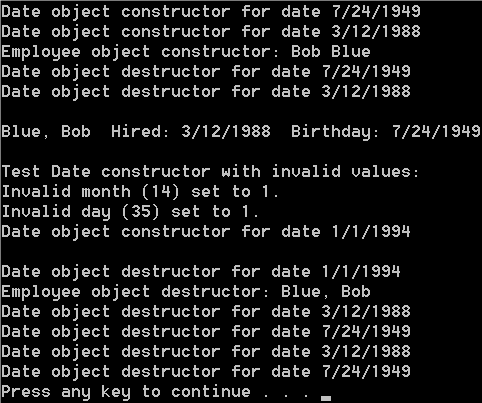 Date object constructor for date 7/24/1949
Date object constructor for date 3/12/1988
Employee object constructor: Bob Blue
Date object destructor for date 7/24/1949
Date object destructor for date 3/12/1988
Blue, Bob  Hired: 3/12/1988  Birthday: 7/24/1949
Test Date constructor with invalid values:
Invalid month (14) set to 1.
Invalid day (35) set to 1.
Date object constructor for date 1/1/1994
Date object destructor for date 1/1/1994
Employee object destructor: Blue, Bob
Date object destructor for date 3/12/1988
Date object destructor for date 7/24/1949
Date object destructor for date 3/12/1988
Date object destructor for date 7/24/1949
Press any key to continue . . .